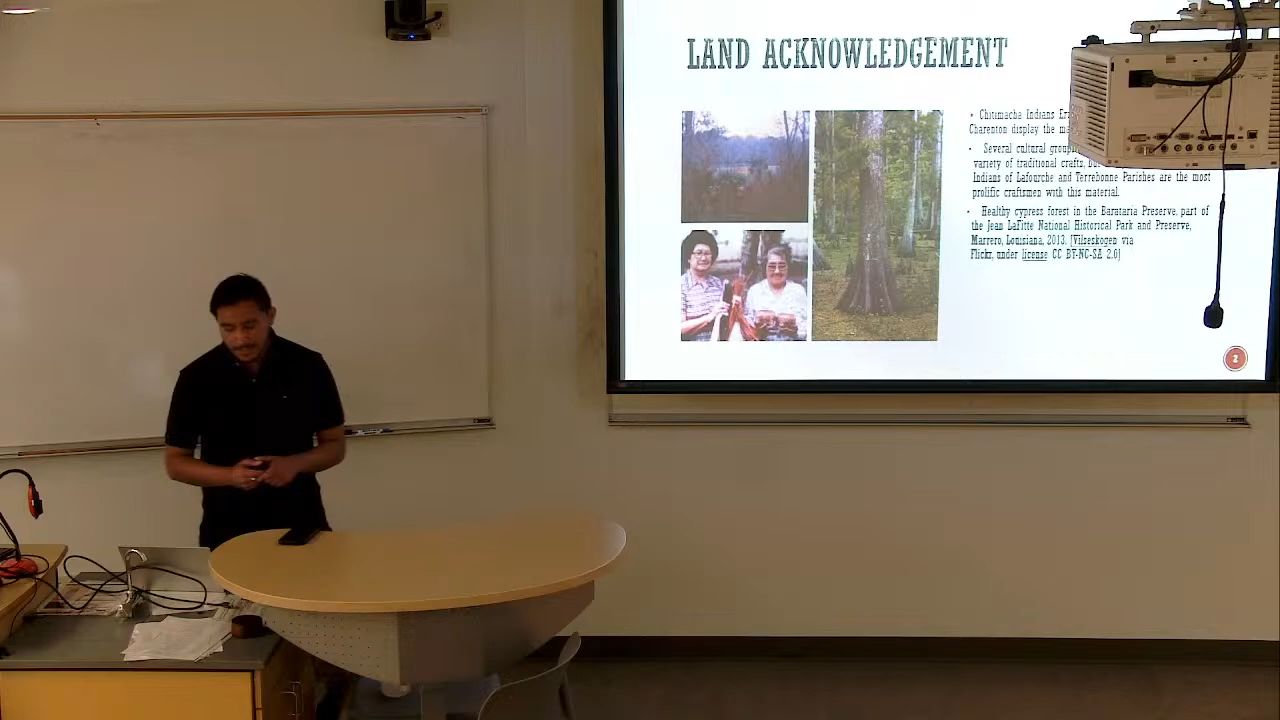 LAND ACKNOWLEDGEMENT
• Chitimacha Indians
Charenton display the
• Several cultural
variety of traditional crafts, but
Indians of Lafourche and Terrebonne Parishes are the most
prolific craftsmen with this material.
• Healthy cypress forest in the Barataria Preserve, part of
the Jean LaFitte National Historical Park and Preserve,
Marrero, Louisiana, 2013. [Vilseskogen via
Flickr, under license CC BY-NC-SA 2.0]
2